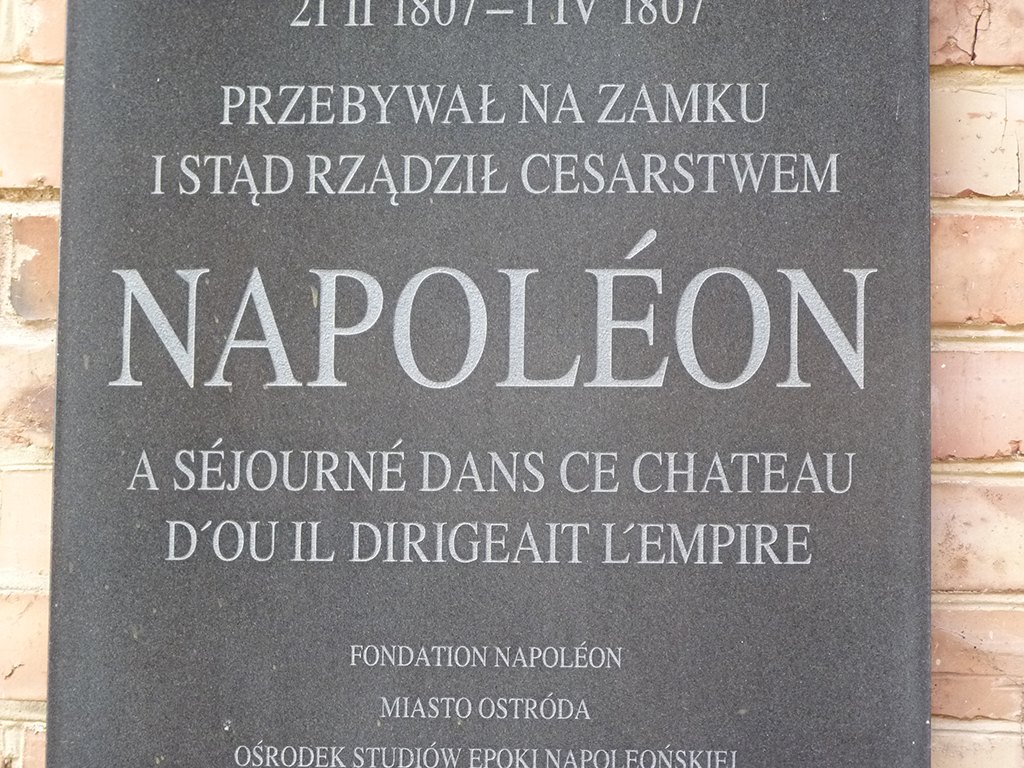 21 II 1807 – 1 IV 1807
PRZEBYWAŁ NA ZAMKU
I STĄD RZĄDZIŁ CESARSTWEM
NAPOLÉON
A SÉJOURNÉ DANS CE CHATEAU
D´OU IL DIRIGEAIT L´EMPIRE
FONDATION NAPOLÉON
MIASTO OSTRÓDA
OŚRODEK STUDIÓW EPOKI NAPOLEOŃSKIEJ